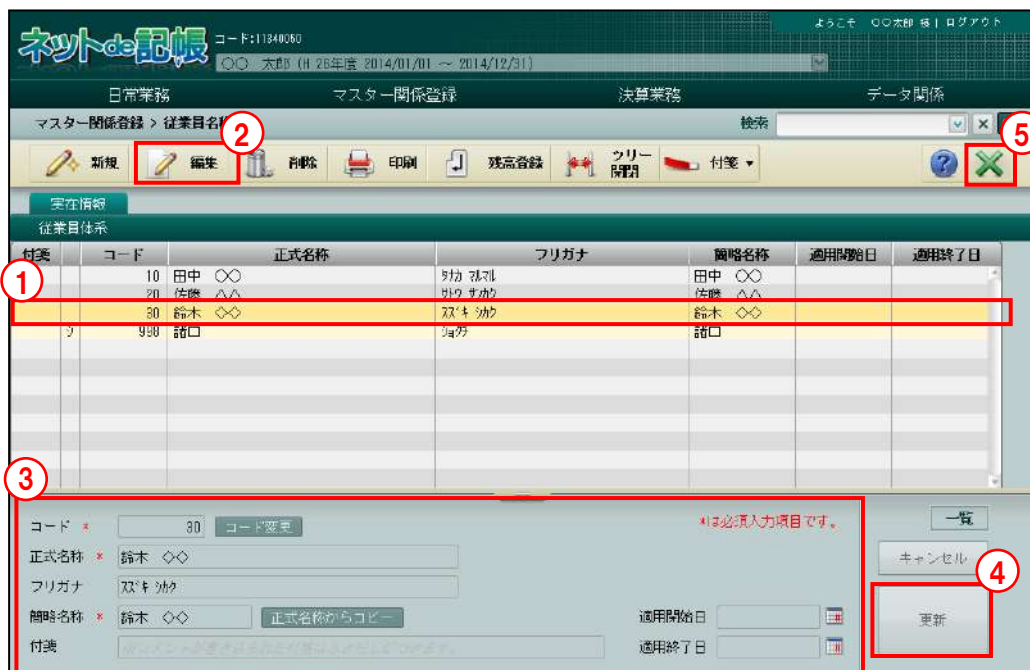 ようこそ 〇〇太郎 様 | ログアウト
ネットde記帳 コード:11340060
〇〇 太郎 (H 26年度 2014/01/01 ～ 2014/12/31)
日常業務 マスター関係登録 決算業務 データ関係
マスター関係登録 > 従業員名称 検索
② ⑤
新規 編集 削除 印刷 残高登録 ツリー開閉 付箋
実在情報
従業員体系
付箋 コード 正式名称 フリガナ 簡略名称 適用開始日 適用終了日
①
10 田中 〇〇 ﾀﾅｶ ﾏﾙﾏﾙ 田中 〇〇
20 佐藤 △△ ｻﾄｳ ｻﾝｶｸ 佐藤 △△
30 鈴木 ◇◇ ｽｽﾞｷ ｼｶｸ 鈴木 ◇◇
ｼ 998 諸口 ｼｮｸﾁ 諸口
③
コード * 30 コード変更 *は必須入力項目です。 一覧
正式名称 * 鈴木 ◇◇ キャンセル
フリガナ ｽｽﾞｷ ｼｶｸ ④
簡略名称 * 鈴木 ◇◇ 正式名称からコピー 適用開始日 更新
付箋 適用終了日